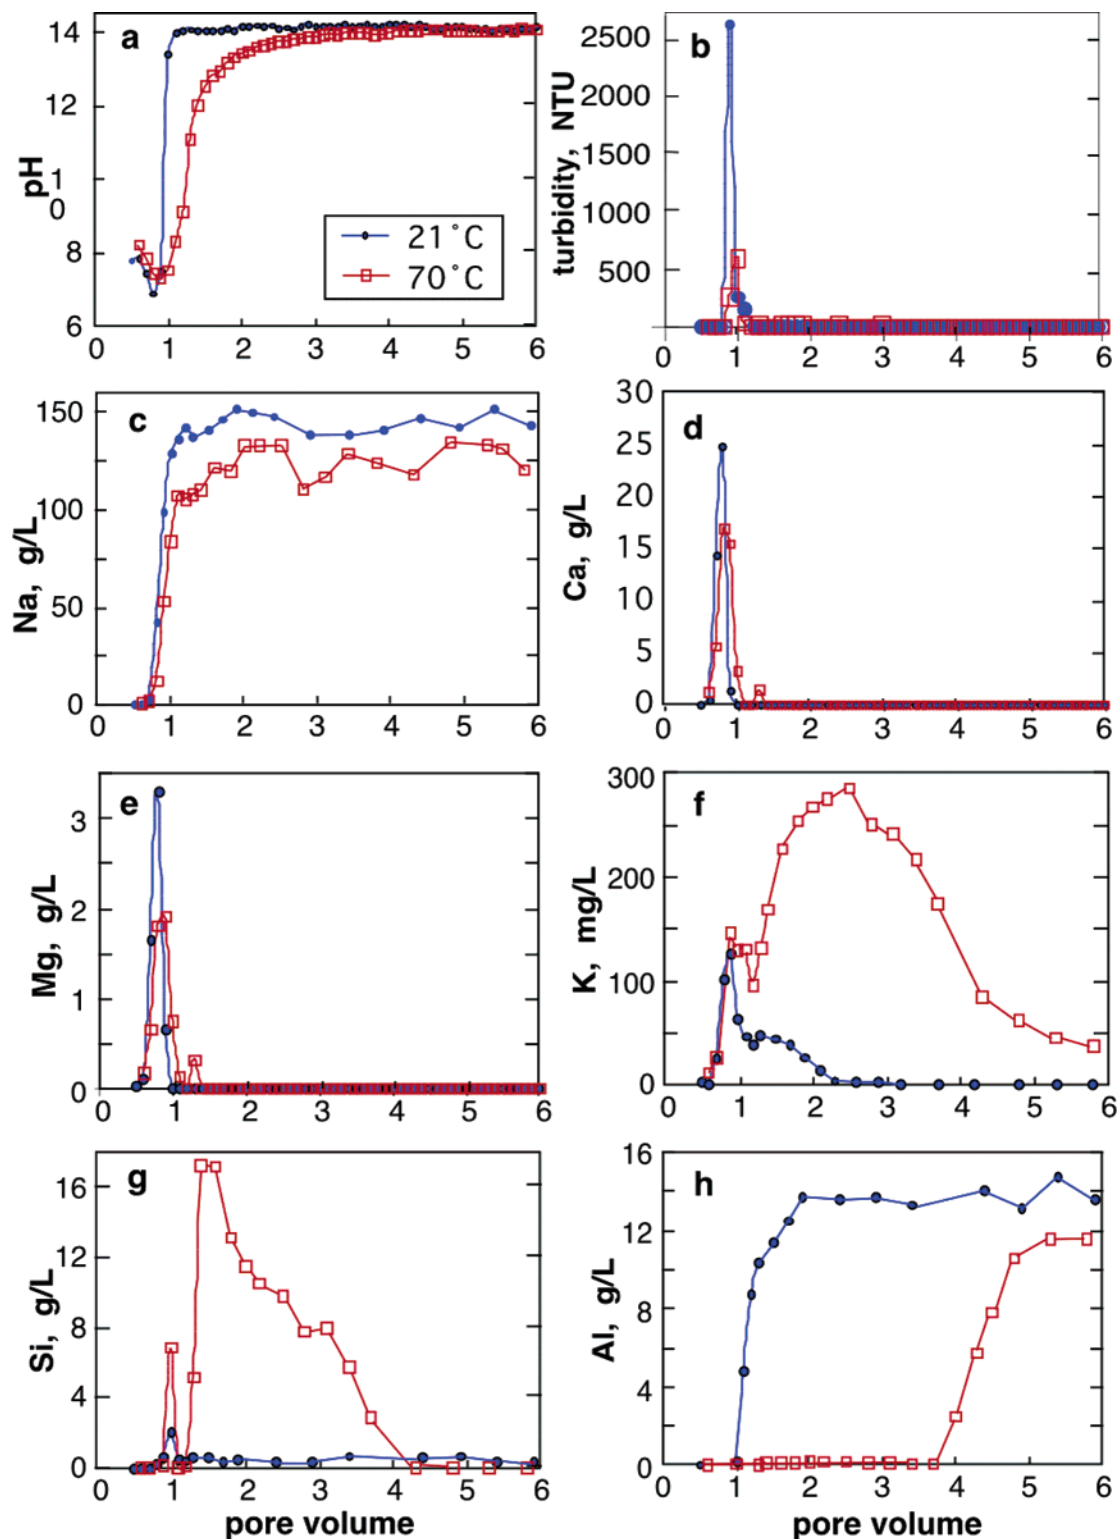 a
pH
14
12
1
0
8
6
21°C
70°C
0 1 2 3 4 5 6
b
turbidity, NTU
2500
2000
1500
1000
500
0 1 2 3 4 5 6
c
Na, g/L
150
100
50
0
0 1 2 3 4 5 6
d
Ca, g/L
30
25
20
15
10
5
0
0 1 2 3 4 5 6
e
Mg, g/L
3
2
1
0
0 1 2 3 4 5 6
f
K, mg/L
300
200
100
0
0 1 2 3 4 5 6
g
Si, g/L
16
12
8
4
0
0 1 2 3 4 5 6
pore volume
h
Al, g/L
16
12
8
4
0
0 1 2 3 4 5 6
pore volume